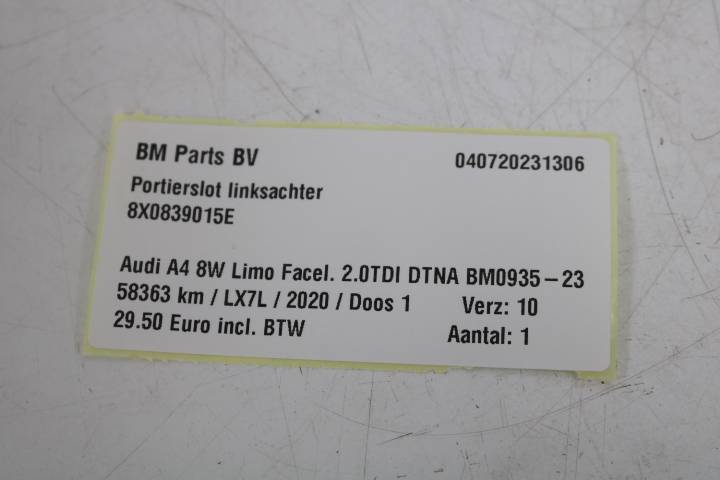 BM Parts BV 040720231306
Portierslot linksachter
8X0839015E
Audi A4 8W Limo Facel. 2.0TDI DTNA BM0935-23
58363 km / LX7L / 2020 / Doos 1 Verz: 10
29.50 Euro incl. BTW Aantal: 1